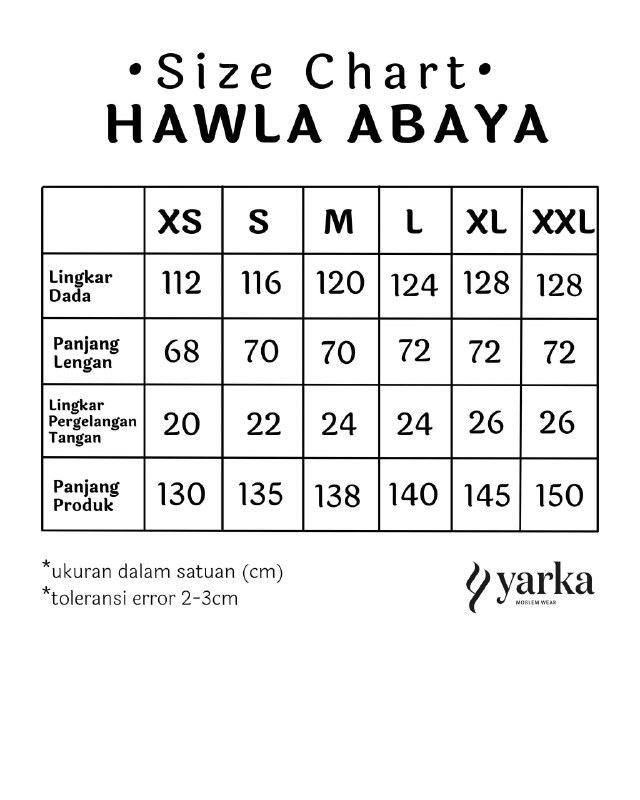 •Size Chart•
HAWLA ABAYA
XS S M L XL XXL
Lingkar
Dada
112 116 120 124 128 128
Panjang
Lengan
68 70 70 72 72 72
Lingkar
Pergelangan
Tangan
20 22 24 24 26 26
Panjang
Produk
130 135 138 140 145 150
*ukuran dalam satuan (cm)
*toleransi error 2-3cm
yarka
MOSLEM WEAR